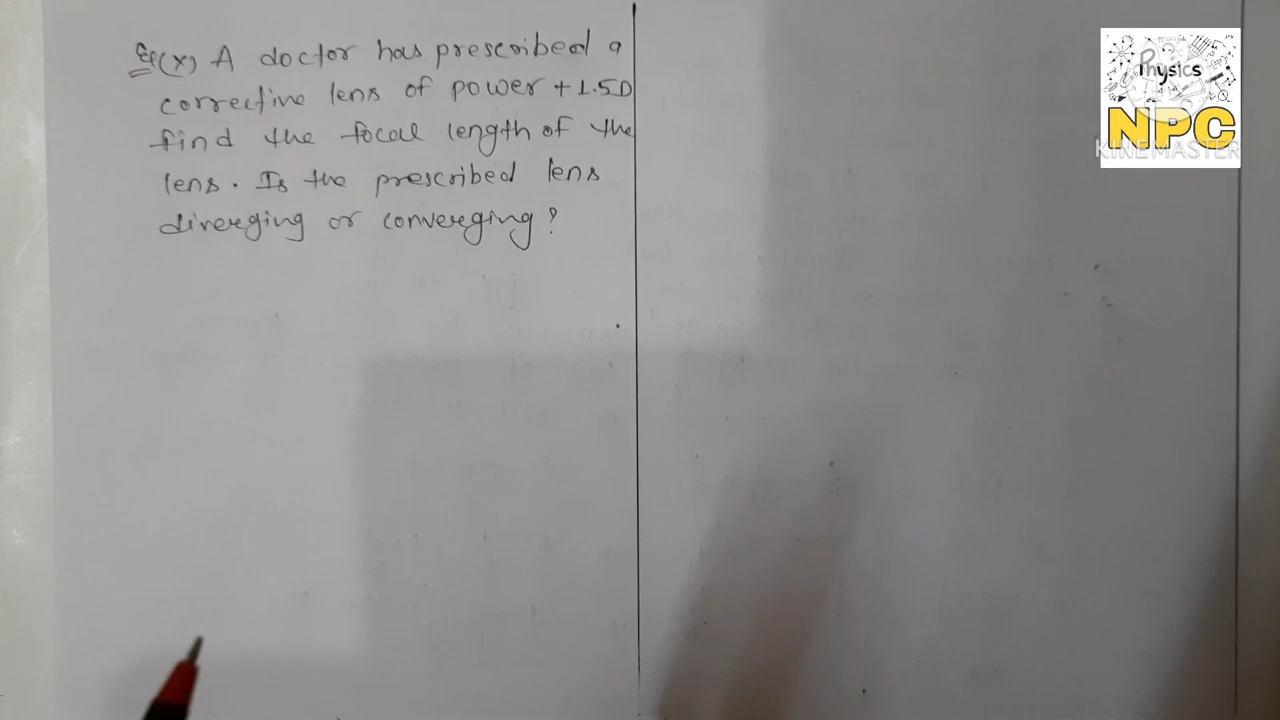 Q(x) A doctor has prescribed a
corrective lens of power +1.5D
find the focal length of the
lens. Is the prescribed lens
diverging or converging?
Physics
NPC
KINEMASTER